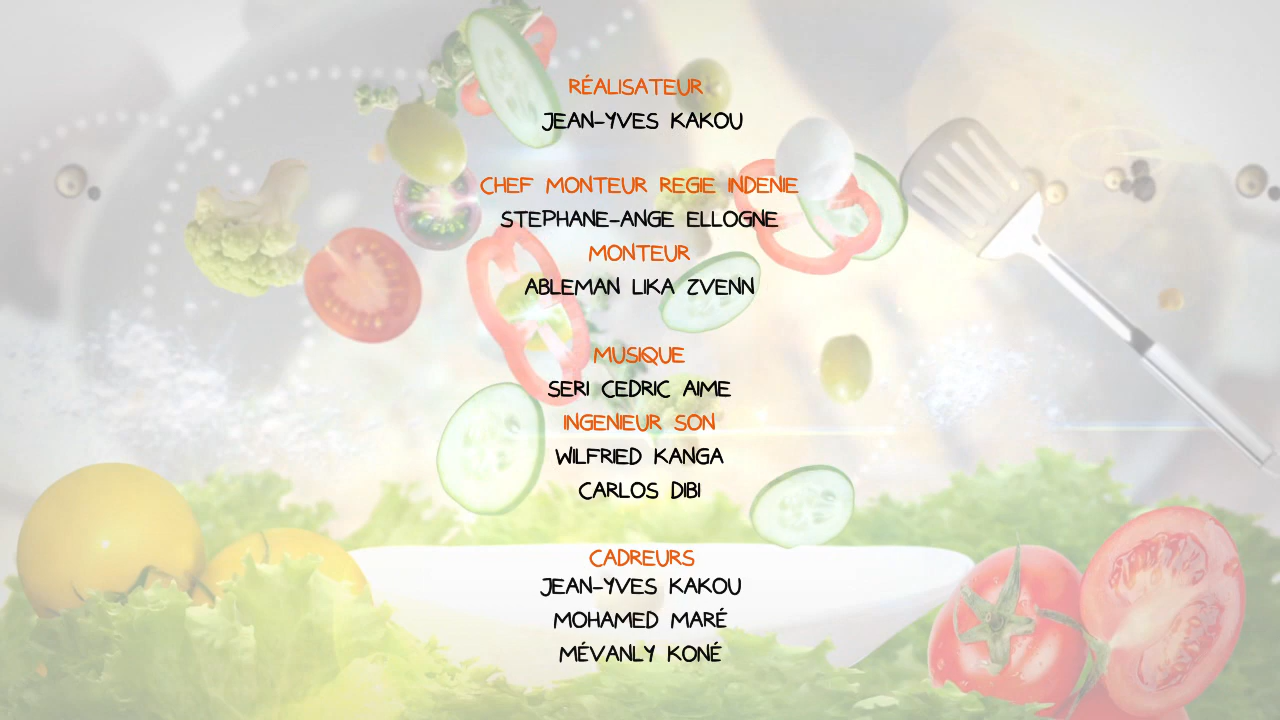 RÉALISATEUR
JEAN-YVES KAKOU
CHEF MONTEUR REGIE INDENIE
STEPHANE-ANGE ELLOGNE
MONTEUR
ABLEMAN LIKA ZVENN
MUSIQUE
SERI CEDRIC AIME
INGENIEUR SON
WILFRIED KANGA
CARLOS DIBI
CADREURS
JEAN-YVES KAKOU
MOHAMED MARÉ
MÉVANLY KONÉ